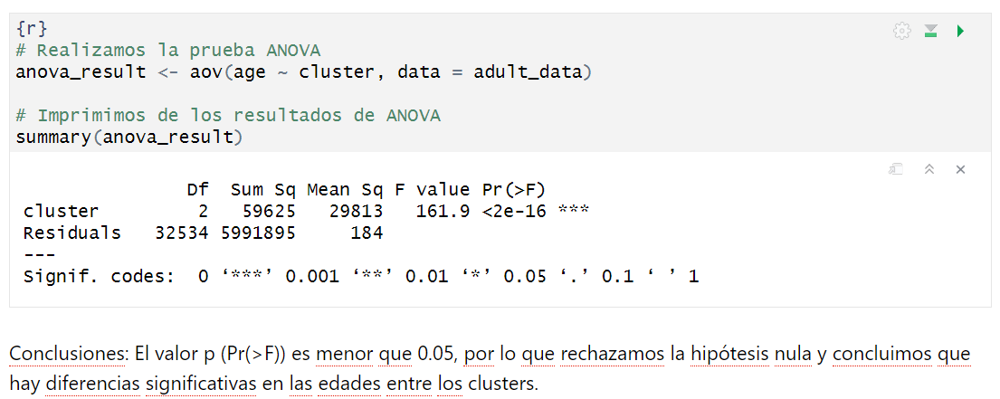 {r}
# Realizamos la prueba ANOVA
anova_result <- aov(age ~ cluster, data = adult_data)
# Imprimimos de los resultados de ANOVA
summary(anova_result)
Df Sum Sq Mean Sq F value Pr(>F)
cluster 2 59625 29813 161.9 <2e-16 ***
Residuals 32534 5991895 184
---
Signif. codes: 0 ‘***’ 0.001 ‘**’ 0.01 ‘*’ 0.05 ‘.’ 0.1 ‘ ’ 1
Conclusiones: El valor p (Pr(>F)) es menor que 0.05, por lo que rechazamos la hipótesis nula y concluimos que
hay diferencias significativas en las edades entre los clusters.